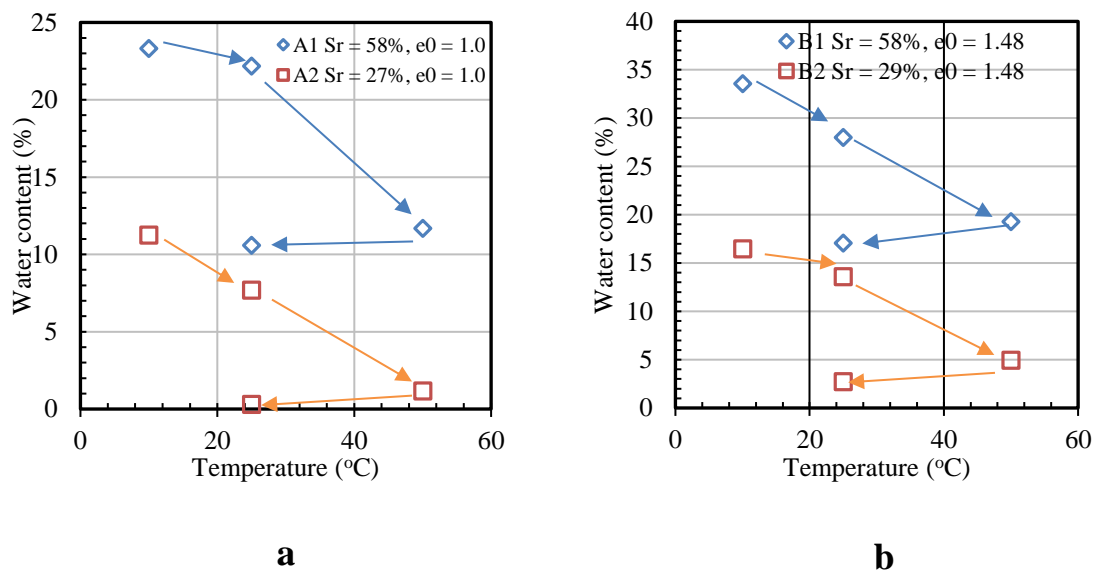 25
20
15
10
5
0
0
20
40
60
Water content (%)
Temperature (°C)
A1 Sr = 58%, e0 = 1.0
A2 Sr = 27%, e0 = 1.0
a
40
35
30
25
20
15
10
5
0
0
20
40
60
Water content (%)
Temperature (°C)
B1 Sr = 58%, e0 = 1.48
B2 Sr = 29%, e0 = 1.48
b